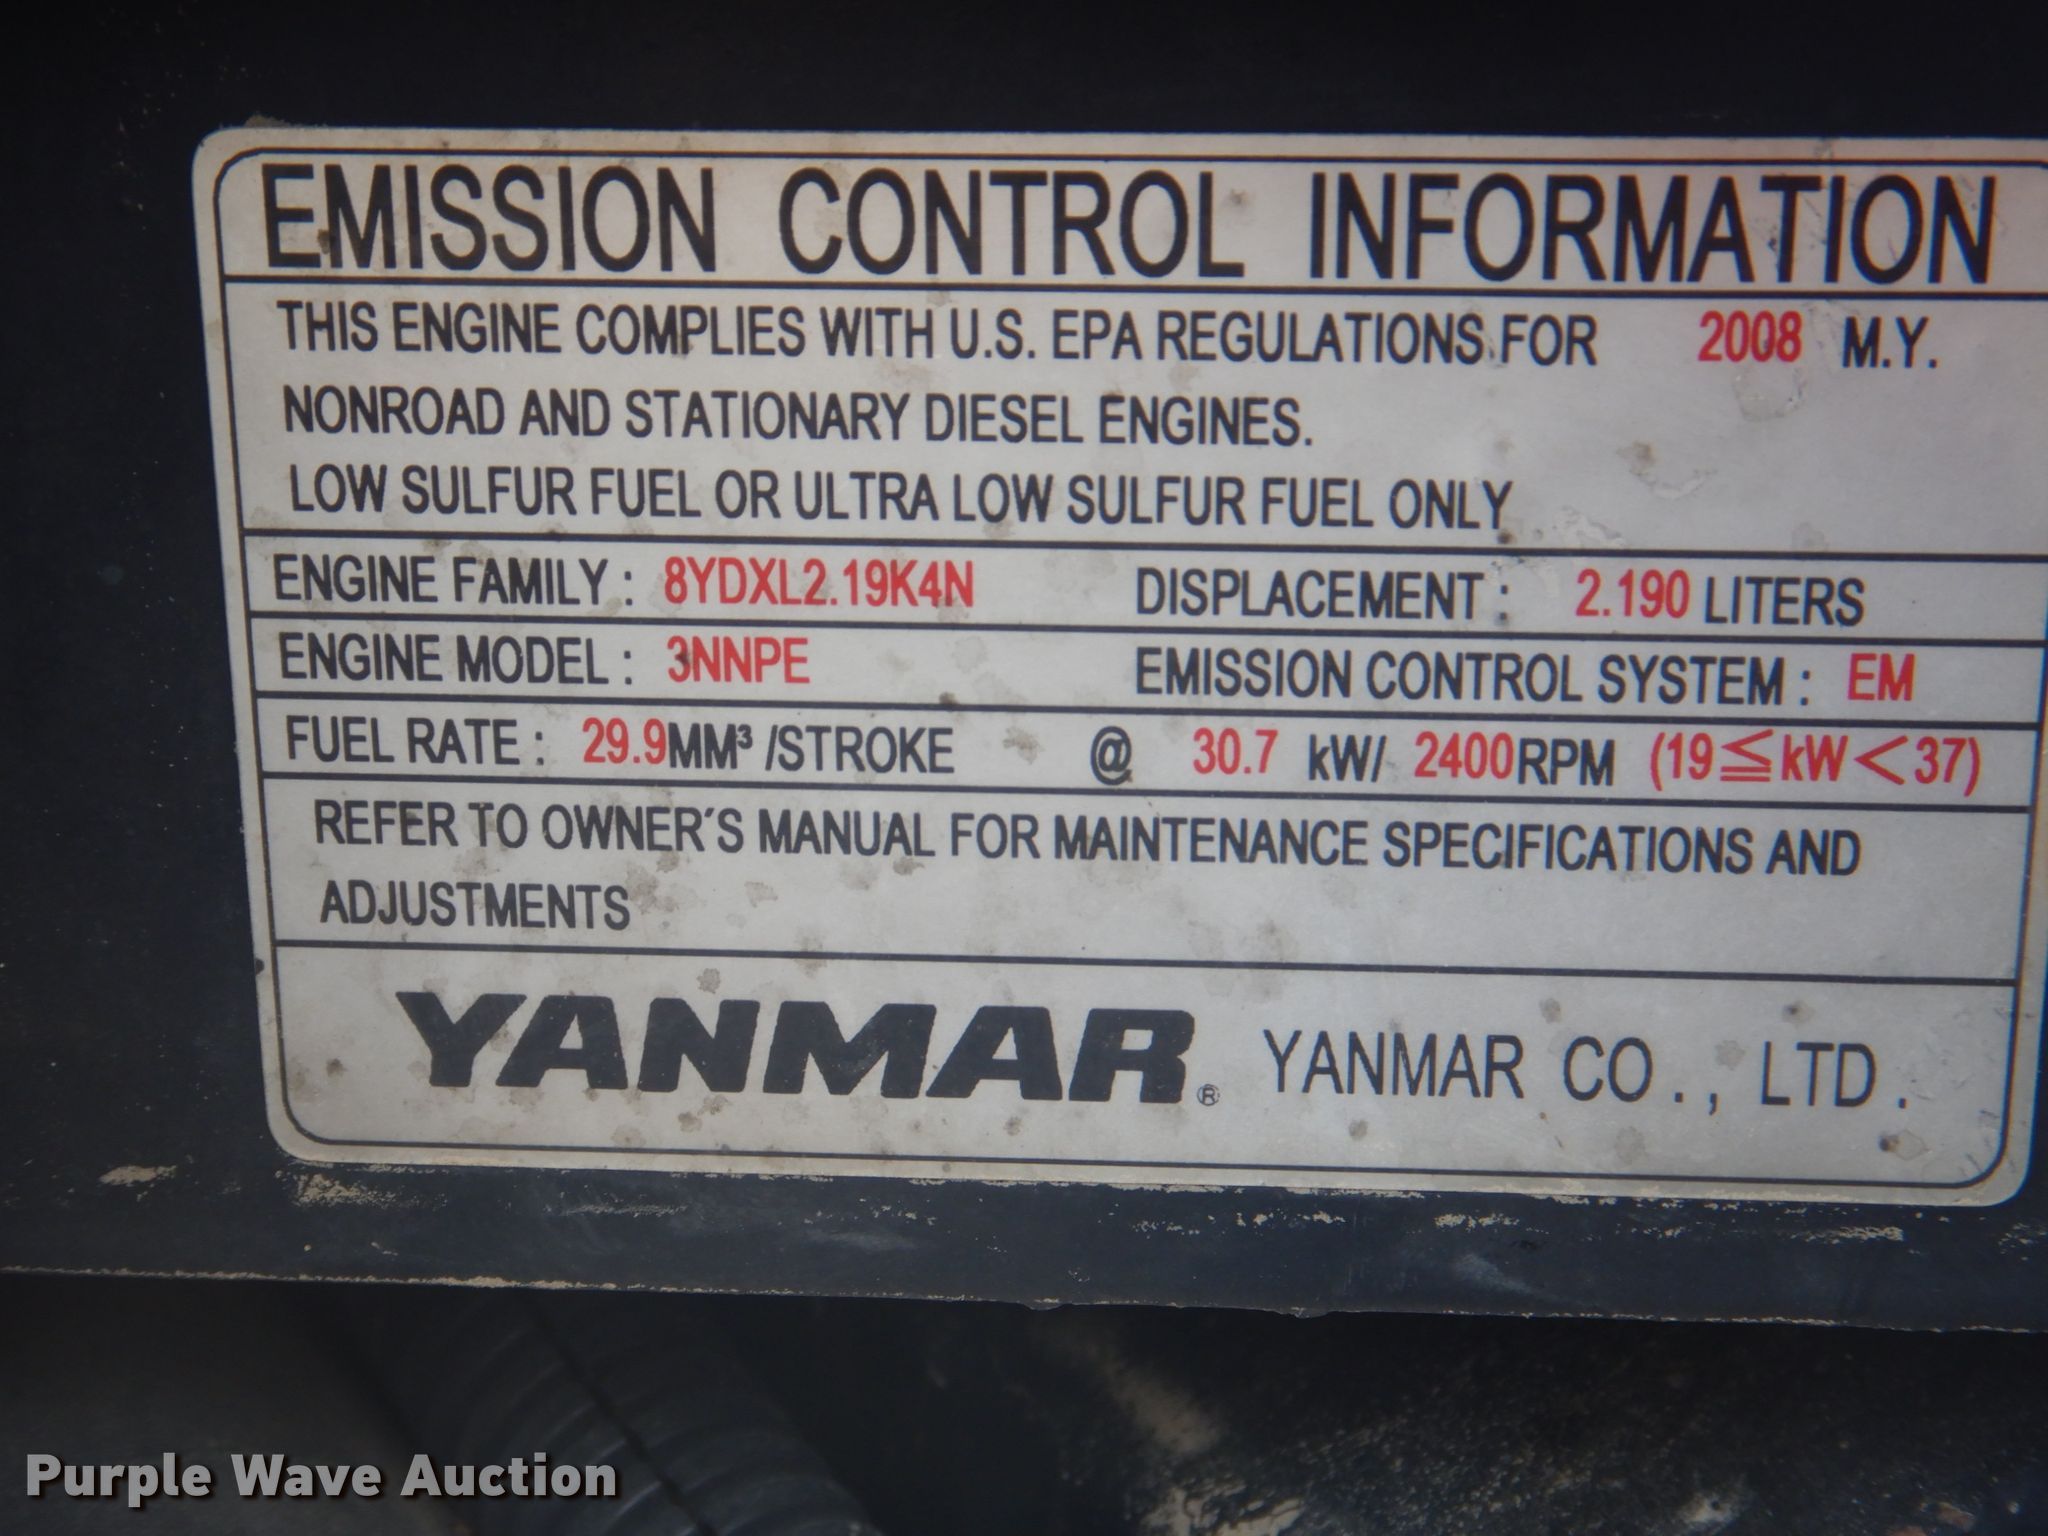 EMISSION CONTROL INFORMATION
THIS ENGINE COMPLIES WITH U.S. EPA REGULATIONS FOR 2008 M.Y.
NONROAD AND STATIONARY DIESEL ENGINES.
LOW SULFUR FUEL OR ULTRA LOW SULFUR FUEL ONLY
ENGINE FAMILY : 8YDXL2.19K4N DISPLACEMENT : 2.190 LITERS
ENGINE MODEL : 3NNPE EMISSION CONTROL SYSTEM : EM
FUEL RATE : 29.9MM³ /STROKE @ 30.7 kW/ 2400RPM (19≦kW<37)
REFER TO OWNER´S MANUAL FOR MAINTENANCE SPECIFICATIONS AND
ADJUSTMENTS
YANMAR® YANMAR CO., LTD.
Purple Wave Auction